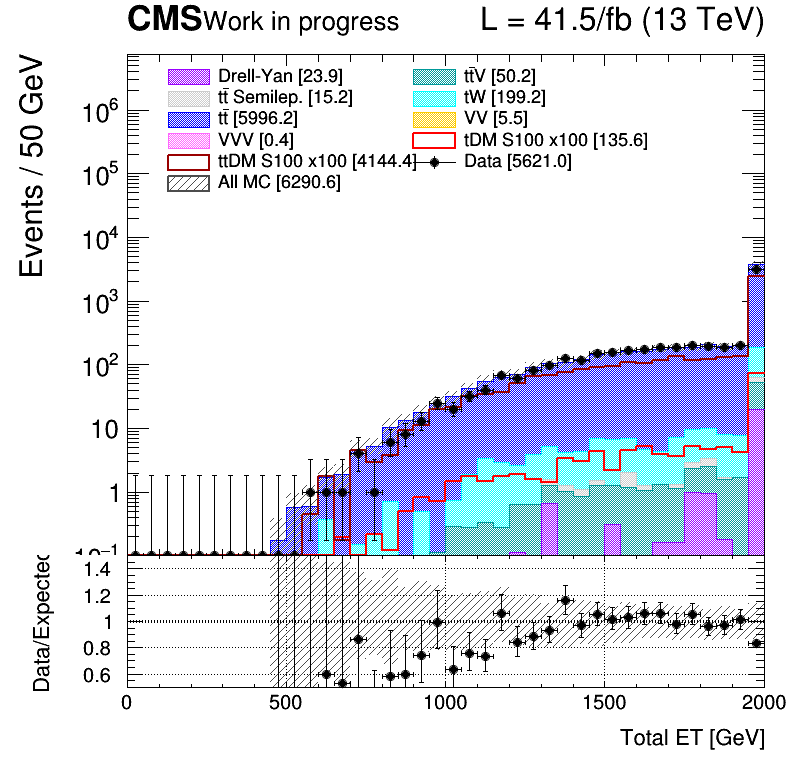 CMS Work in progress L = 41.5/fb (13 TeV)
Events / 50 GeV
Drell-Yan [23.9] tt̄V [50.2]
tt̄ Semilep. [15.2] tW [199.2]
tt̄ [5996.2] VV [5.5]
VVV [0.4] tDM S100 x100 [135.6]
ttDM S100 x100 [4144.4] Data [5621.0]
All MC [6290.6]
10⁶
10⁵
10⁴
10³
10²
10
1
10⁻¹
Data/Expected
1.4
1.2
1
0.8
0.6
0 500 1000 1500 2000
Total ET [GeV]